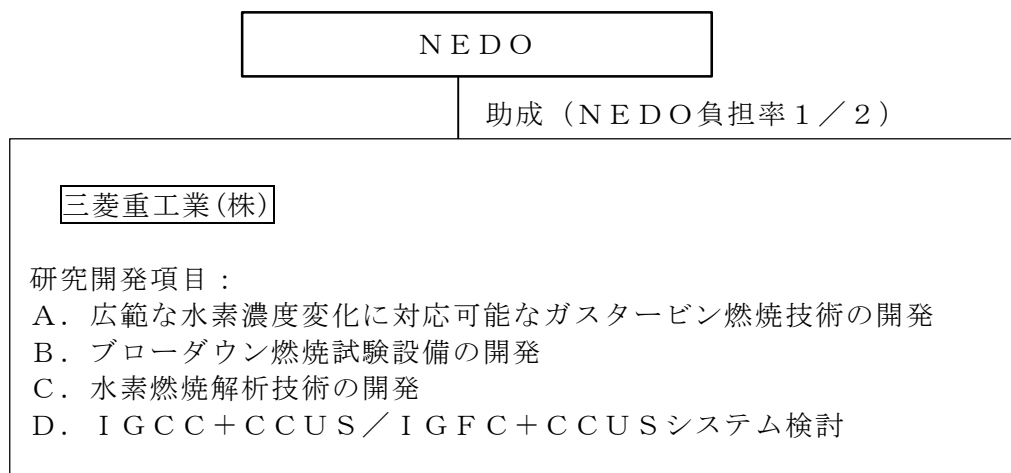 ＮＥＤＯ
助成（ＮＥＤＯ負担率１／２）
三菱重工業(株)
研究開発項目：
Ａ．広範な水素濃度変化に対応可能なガスタービン燃焼技術の開発
Ｂ．ブローダウン燃焼試験設備の開発
Ｃ．水素燃焼解析技術の開発
Ｄ．ＩＧＣＣ＋ＣＣＵＳ／ＩＧＦＣ＋ＣＣＵＳシステム検討